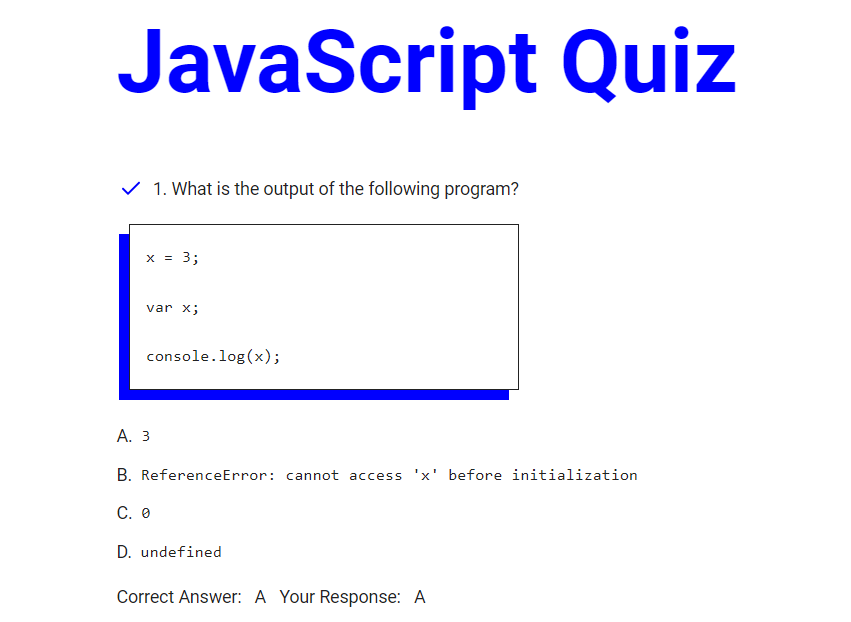 JavaScript Quiz
1. What is the output of the following program?
x = 3;
var x;
console.log(x);
A. 3
B. ReferenceError: cannot access 'x' before initialization
C. 0
D. undefined
Correct Answer: A Your Response: A